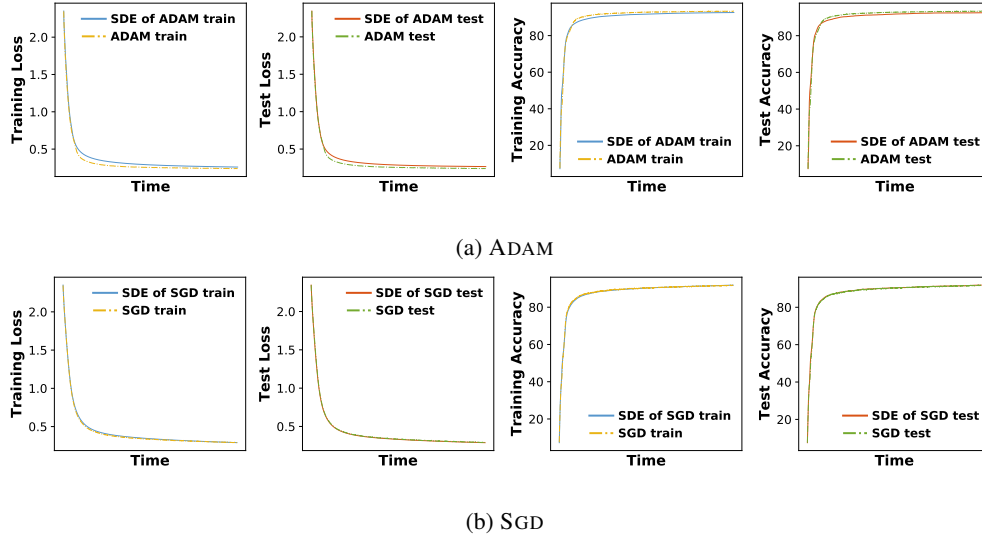 Training Loss
2.0
1.5
1.0
0.5
SDE of ADAM train
ADAM train
Time
Test Loss
2.0
1.5
1.0
0.5
SDE of ADAM test
ADAM test
Time
Training Accuracy
80
60
40
20
SDE of ADAM train
ADAM train
Time
Test Accuracy
80
60
40
20
SDE of ADAM test
ADAM test
Time
(a) ADAM
Training Loss
2.0
1.5
1.0
0.5
SDE of SGD train
SGD train
Time
Test Loss
2.0
1.5
1.0
0.5
SDE of SGD test
SGD test
Time
Training Accuracy
80
60
40
20
SDE of SGD train
SGD train
Time
Test Accuracy
80
60
40
20
SDE of SGD test
SGD test
Time
(b) SGD